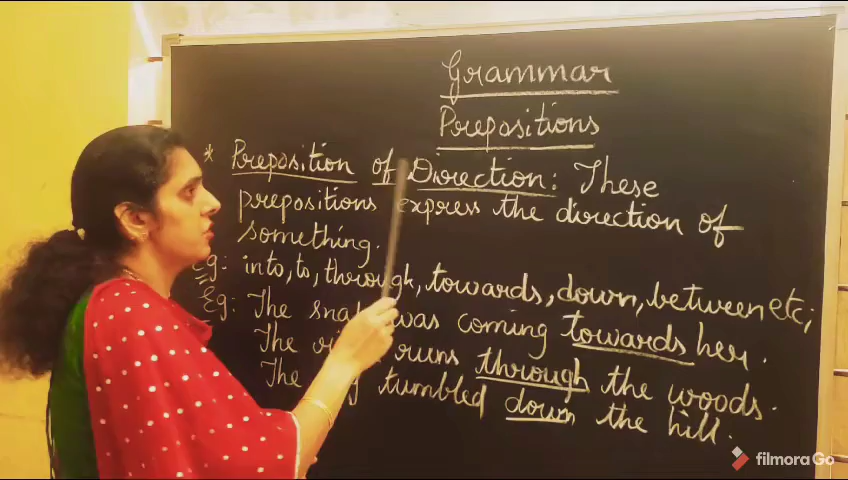 Grammar
Prepositions
* Preposition of Direction: These
prepositions express the direction of
something.
Eg: into, to, through, towards, down, between etc;
Eg: The was coming towards her.
The runs through the woods.
The tumbled down the hill.
filmora Go